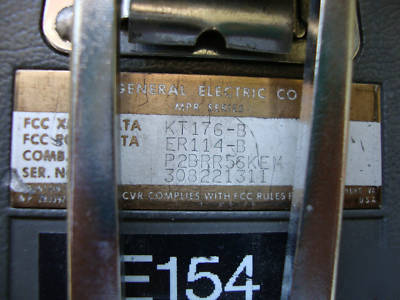 GENERAL ELECTRIC CO
MPR SERIES
FCC X TA KT176-B
FCC TA ER114-B
COMB. P2BRR56KEM
SER. N 308221311
CVR COMPLIES WITH FCC RULES
U.S.A.
E154